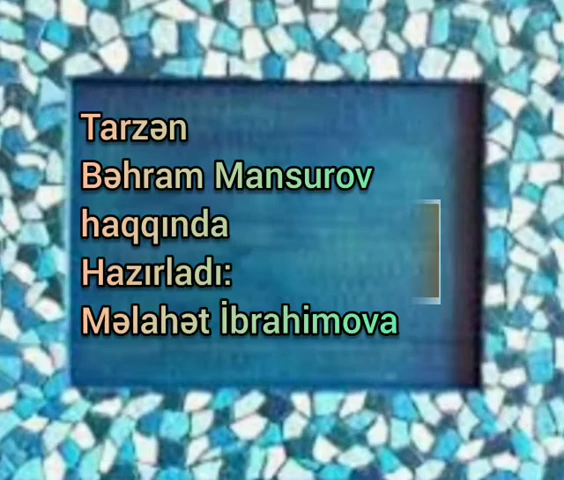 Tarzən
Bəhram Mansurov
haqqında
Hazırladı:
Məlahət İbrahimova